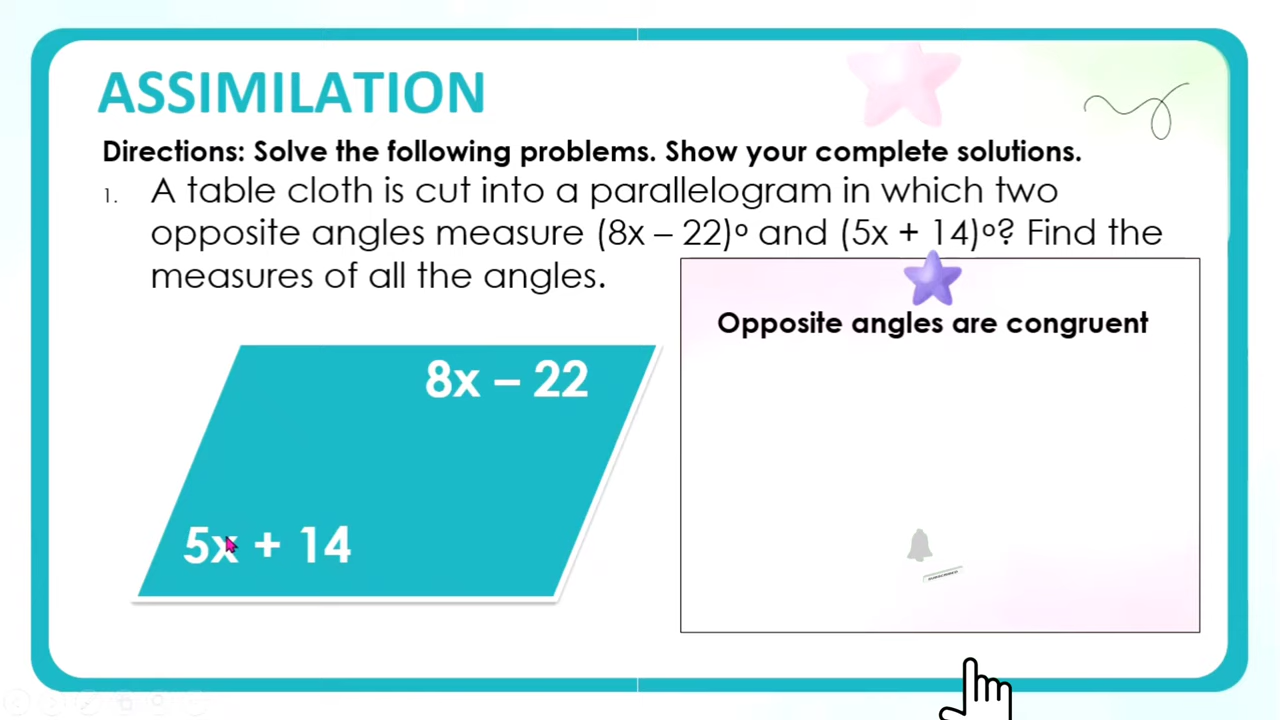 ASSIMILATION
Directions: Solve the following problems. Show your complete solutions.
1. A table cloth is cut into a parallelogram in which two
opposite angles measure (8x – 22)º and (5x + 14)º? Find the
measures of all the angles.
Opposite angles are congruent
8x – 22
5x + 14